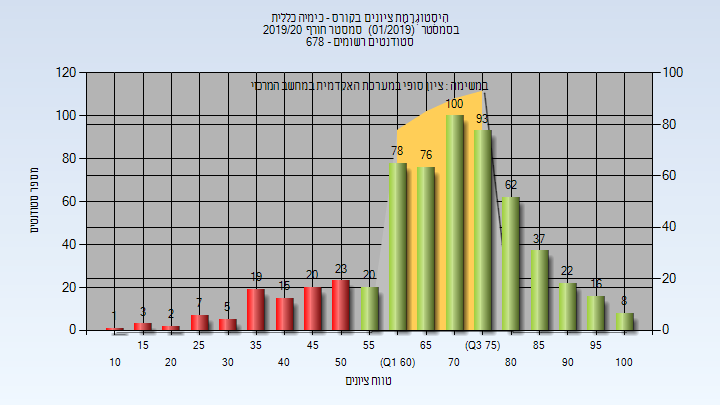 היסטוגרמת ציונים בקורס - כימיה כללית
בסמסטר (01/2019) סמסטר חורף 2019/20
סטודנטים רשומים - 678
במשימה : ציון סופי במערכת האקדמית במחשב המרכזי
מספר סטודנטים
120
100
80
60
40
20
0
100
80
60
40
20
0
1 3 2 7 5 19 15 20 23 20 78 76 100 93 62 37 22 16 8
15 25 35 45 55 65 (Q3 75) 85 95
10 20 30 40 50 (Q1 60) 70 80 90 100
טווח ציונים